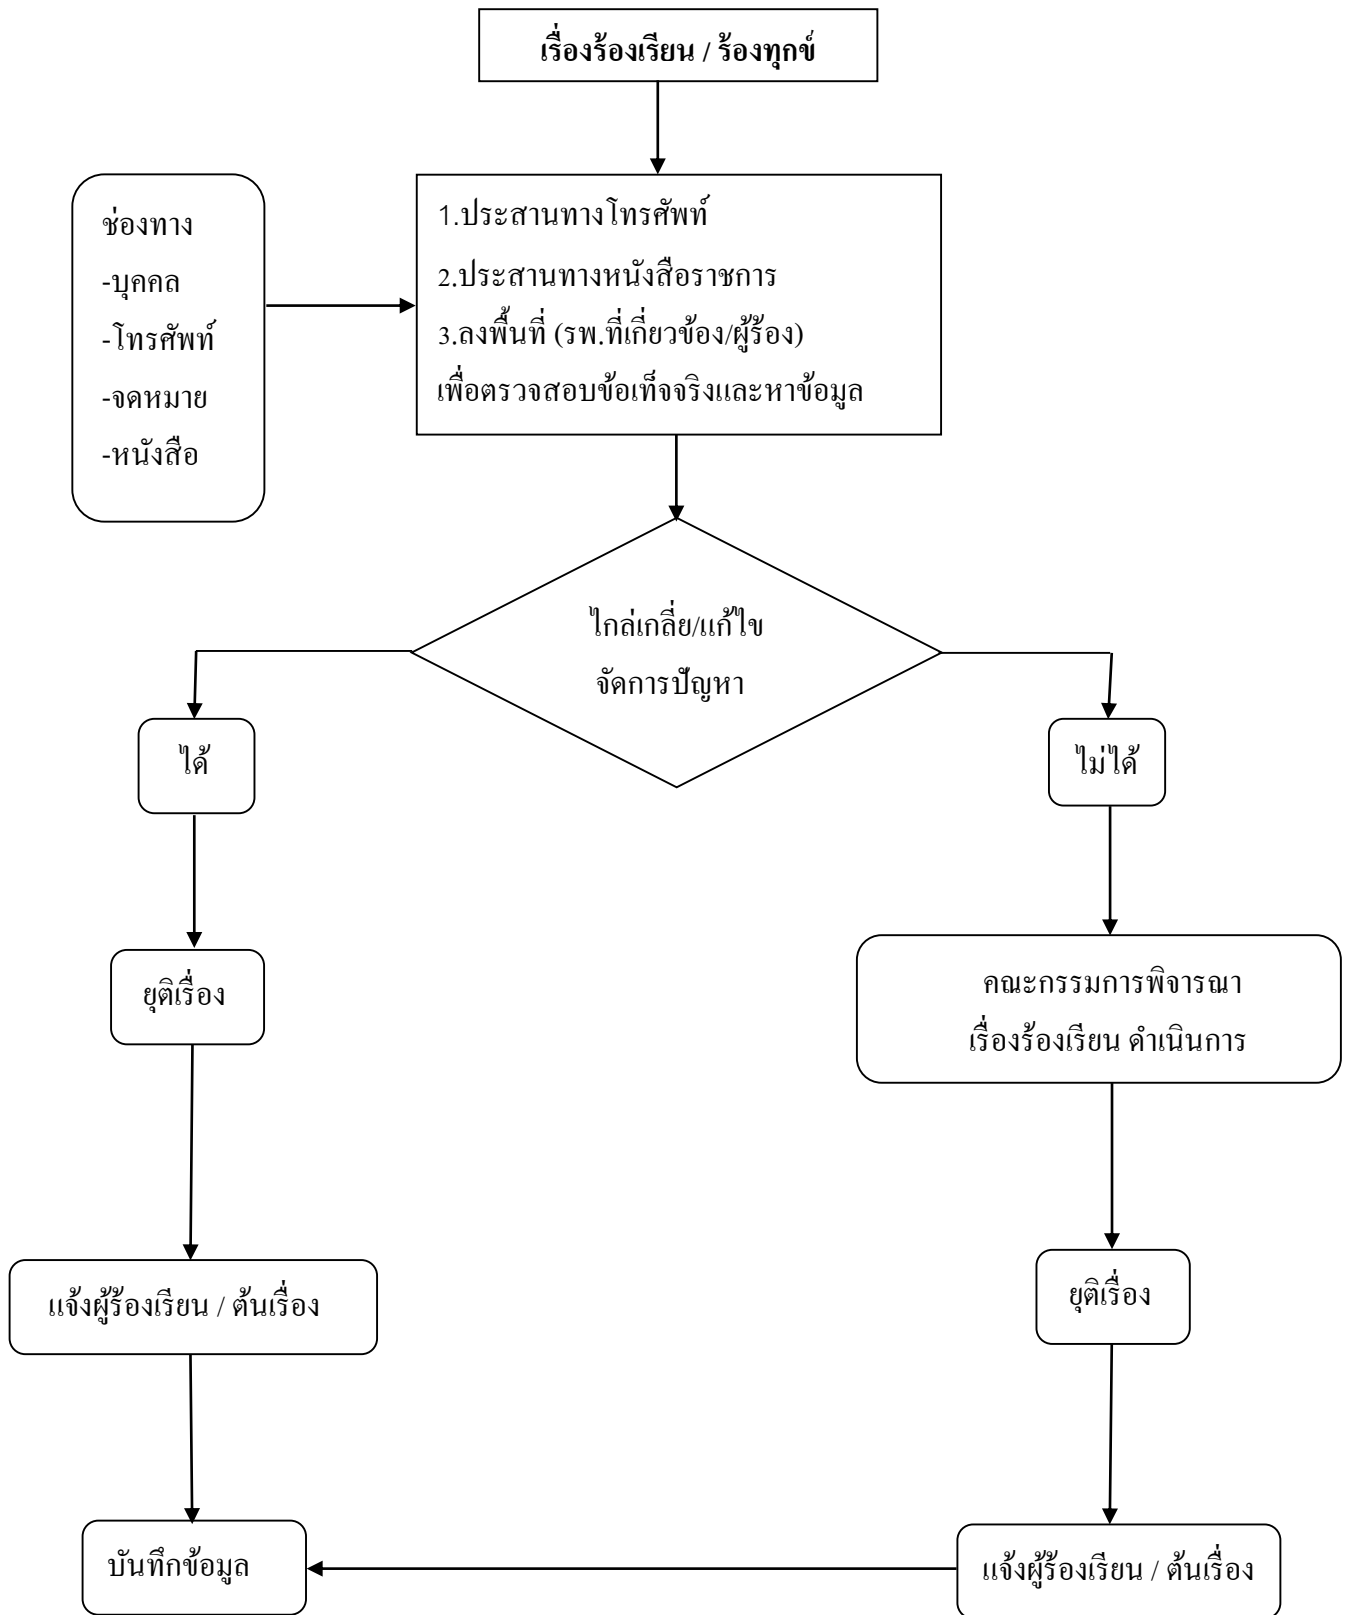 เรื่องร้องเรียน / ร้องทุกข์
ช่องทาง
-บุคคล
-โทรศัพท์
-จดหมาย
-หนังสือ
1.ประสานทางโทรศัพท์
2.ประสานทางหนังสือราชการ
3.ลงพื้นที่ (รพ.ที่เกี่ยวข้อง/ผู้ร้อง)
เพื่อตรวจสอบข้อเท็จจริงและหาข้อมูล
ไกล่เกลี่ย/แก้ไข
จัดการปัญหา
ได้
ไม่ได้
ยุติเรื่อง
คณะกรรมการพิจารณา
เรื่องร้องเรียน ดำเนินการ
แจ้งผู้ร้องเรียน / ต้นเรื่อง
ยุติเรื่อง
บันทึกข้อมูล
แจ้งผู้ร้องเรียน / ต้นเรื่อง